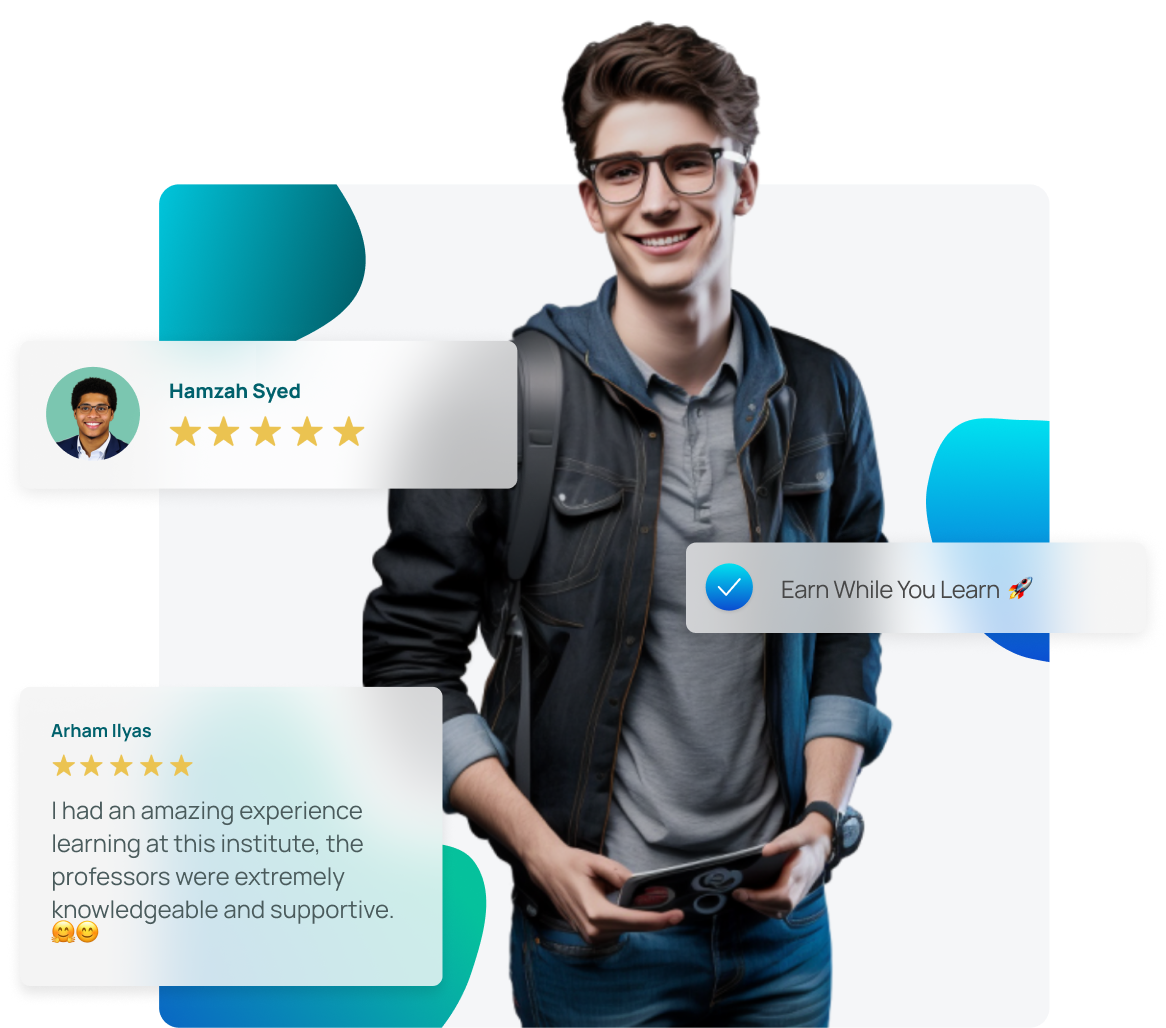 Hamzah Syed
Earn While You Learn 🚀
Arham Ilyas
I had an amazing experience
learning at this institute, the
professors were extremely
knowledgeable and supportive.
🤗😊